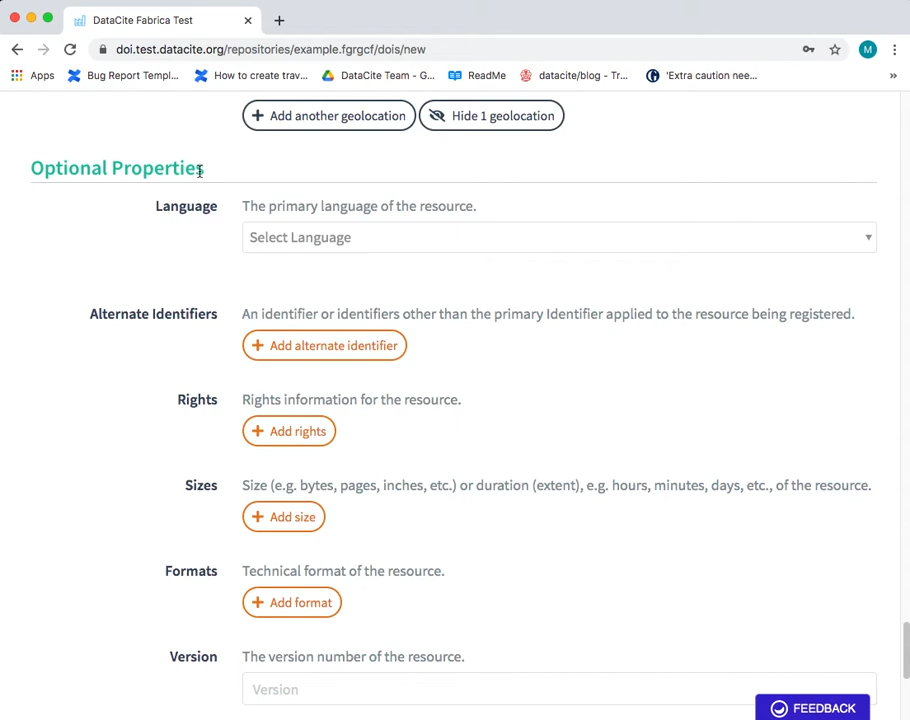 DataCite Fabrica Test
doi.test.datacite.org/repositories/example.fgrgcf/dois/new
M
Apps
Bug Report Templ...
How to create trav...
DataCite Team - G...
ReadMe
datacite/blog - Tr...
'Extra caution nee...
»
+ Add another geolocation
Hide 1 geolocation
Optional Properties
Language
The primary language of the resource.
Select Language
Alternate Identifiers
An identifier or identifiers other than the primary Identifier applied to the resource being registered.
+ Add alternate identifier
Rights
Rights information for the resource.
+ Add rights
Sizes
Size (e.g. bytes, pages, inches, etc.) or duration (extent), e.g. hours, minutes, days, etc., of the resource.
+ Add size
Formats
Technical format of the resource.
+ Add format
Version
The version number of the resource.
Version
FEEDBACK